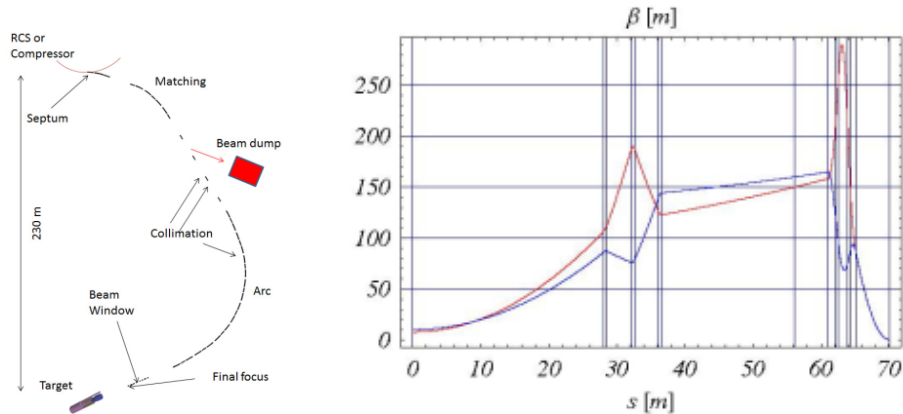 RCS or
Compressor
Matching
Septum
Beam dump
230 m
Collimation
Arc
Beam
Window
Target
Final focus
β [m]
250
200
150
100
50
0
0 10 20 30 40 50 60 70
s [m]